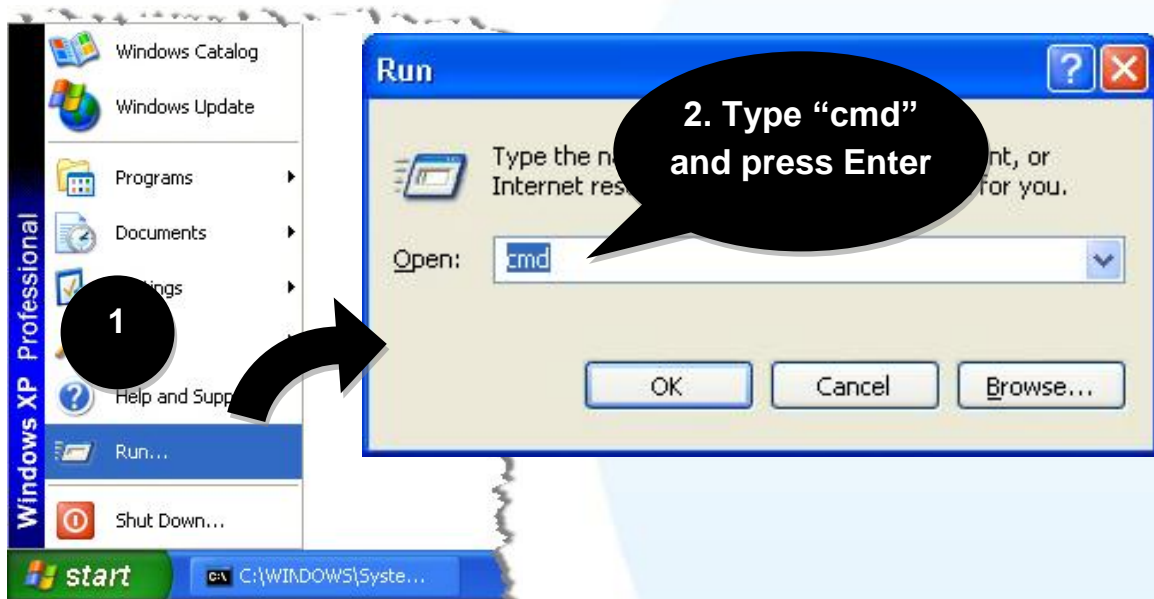 Windows Catalog
Windows Update
Programs
Documents
ings
Help and Supp
Run...
Shut Down...
Windows XP Professional
1
start
C:\WINDOWS\Syste...
Run
2. Type “cmd”
and press Enter
Type the n nt, or
Internet res for you.
Open:
cmd
OK
Cancel
Browse...